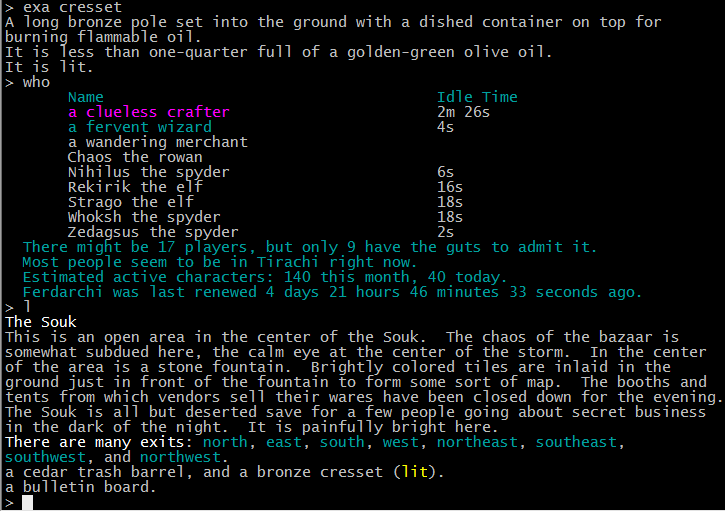 > exa cresset
A long bronze pole set into the ground with a dished container on top for
burning flammable oil.
It is less than one-quarter full of a golden-green olive oil.
It is lit.
> who
Name Idle Time
a clueless crafter 2m 26s
a fervent wizard 4s
a wandering merchant
Chaos the rowan
Nihilus the spyder 6s
Rekirik the elf 16s
Strago the elf 18s
Whoksh the spyder 18s
Zedagsus the spyder 2s
There might be 17 players, but only 9 have the guts to admit it.
Most people seem to be in Tirachi right now.
Estimated active characters: 140 this month, 40 today.
Ferdarchi was last renewed 4 days 21 hours 46 minutes 33 seconds ago.
> l
The Souk
This is an open area in the center of the Souk.  The chaos of the bazaar is
somewhat subdued here, the calm eye at the center of the storm.  In the center
of the area is a stone fountain.  Brightly colored tiles are inlaid in the
ground just in front of the fountain to form some sort of map.  The booths and
tents from which vendors sell their wares have been closed down for the evening.
The Souk is all but deserted save for a few people going about secret business
in the dark of the night.  It is painfully bright here.
There are many exits: north, east, south, west, northeast, southeast,
southwest, and northwest.
a cedar trash barrel, and a bronze cresset (lit).
a bulletin board.
>